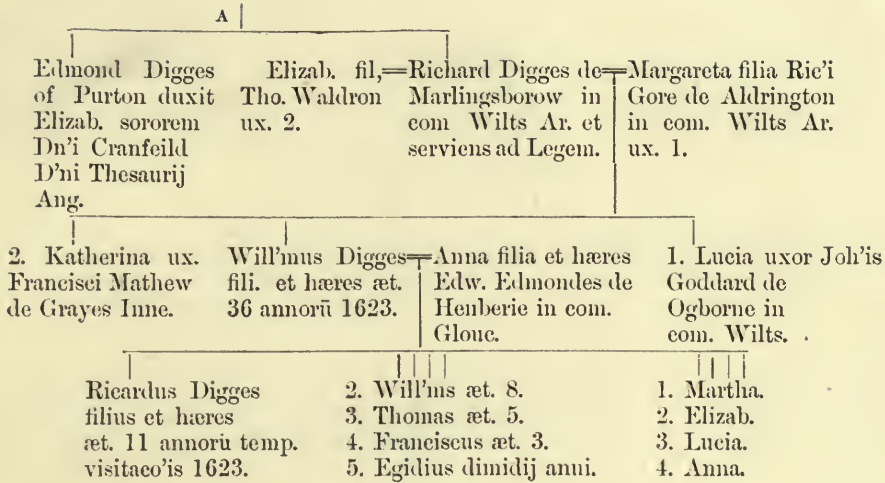 A
Edmond Digges
of Purton duxit
Elizab. sororem
Dn'i Cranfeild
D'ni Thesaurij
Ang.
Elizab. fil,
Tho. Waldron
ux. 2.
Richard Digges de
Marlingsborow in
com Wilts Ar. et
serviens ad Legem.
Margareta filia Ric'i
Gore de Aldrington
in com. Wilts Ar.
ux. 1.
2. Katherina ux.
Francisci Mathew
de Grayes Inne.
Will'mus Digges
fili. et hæres æt.
36 annorū 1623.
Anna filia et hæres
Edw. Edmondes de
Henberie in com.
Glouc.
1. Lucia uxor Joh'is
Goddard de
Ogborne in
com. Wilts.
Ricardus Digges
filius et hæres
æt. 11 annorū temp.
visitaco'is 1623.
2. Will'ms æt. 8.
3. Thomas æt. 5.
4. Franciscus æt. 3.
5. Egidius dimidij anni.
1. Martha.
2. Elizab.
3. Lucia.
4. Anna.